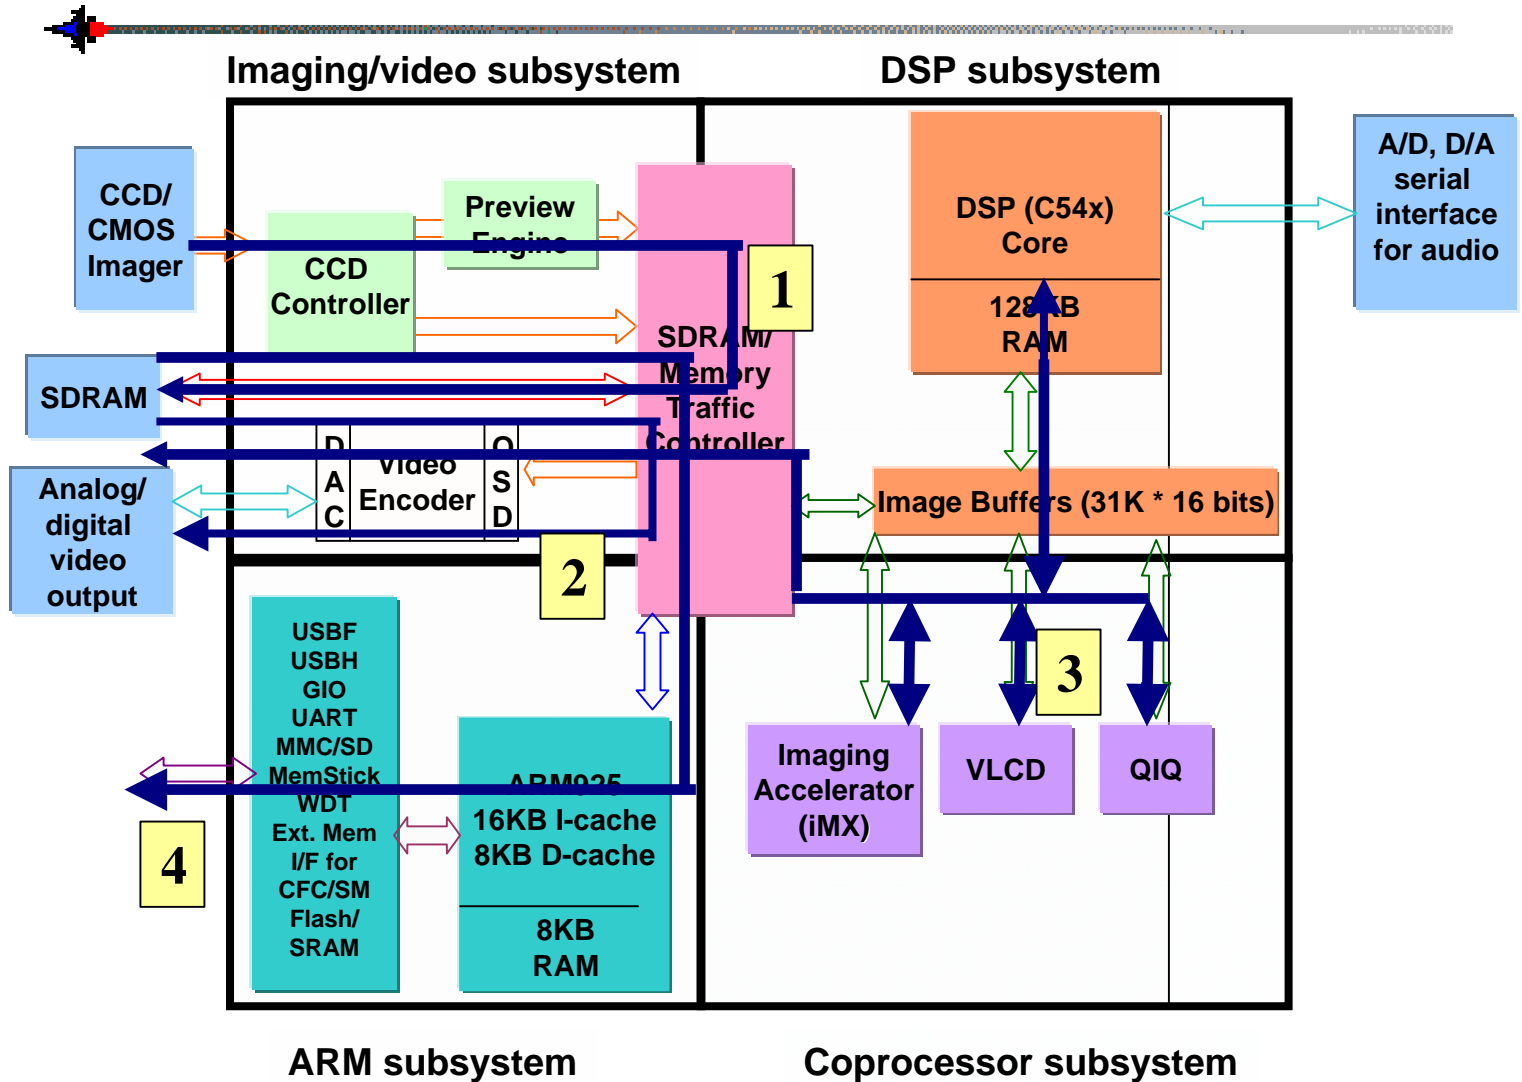 Imaging/video subsystem
DSP subsystem
CCD/
CMOS
Imager
CCD
Controller
Preview
Engine
SDRAM/
Memory
Traffic
Controller
1
DSP (C54x)
Core
128KB
RAM
A/D, D/A
serial
interface
for audio
SDRAM
D
A
C
Video
Encoder
O
S
D
Image Buffers (31K * 16 bits)
Analog/
digital
video
output
2
USBF
USBH
GIO
UART
MMC/SD
MemStick
WDT
Ext. Mem
I/F for
CFC/SM
Flash/
SRAM
ARM925
16KB I-cache
8KB D-cache
8KB
RAM
3
Imaging
Accelerator
(iMX)
VLCD
QIQ
4
ARM subsystem
Coprocessor subsystem